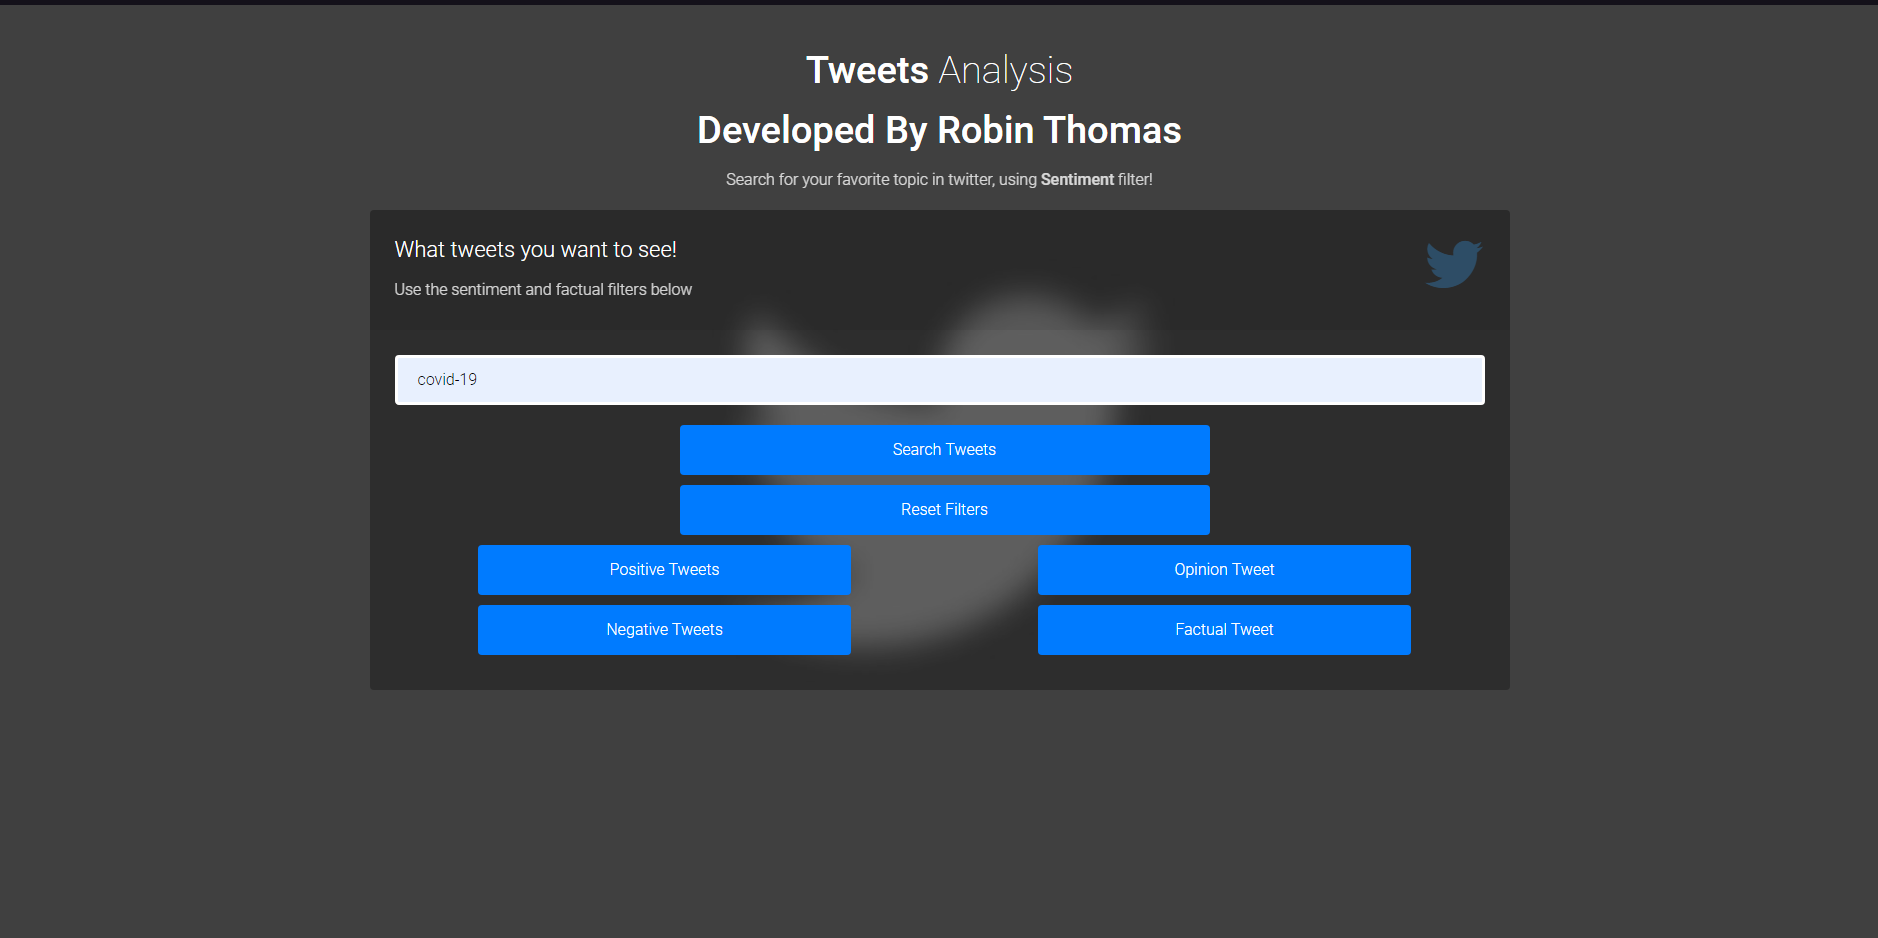 Tweets Analysis
Developed By Robin Thomas
Search for your favorite topic in twitter, using Sentiment filter!
What tweets you want to see!
Use the sentiment and factual filters below
covid-19
Search Tweets
Reset Filters
Positive Tweets
Opinion Tweet
Negative Tweets
Factual Tweet